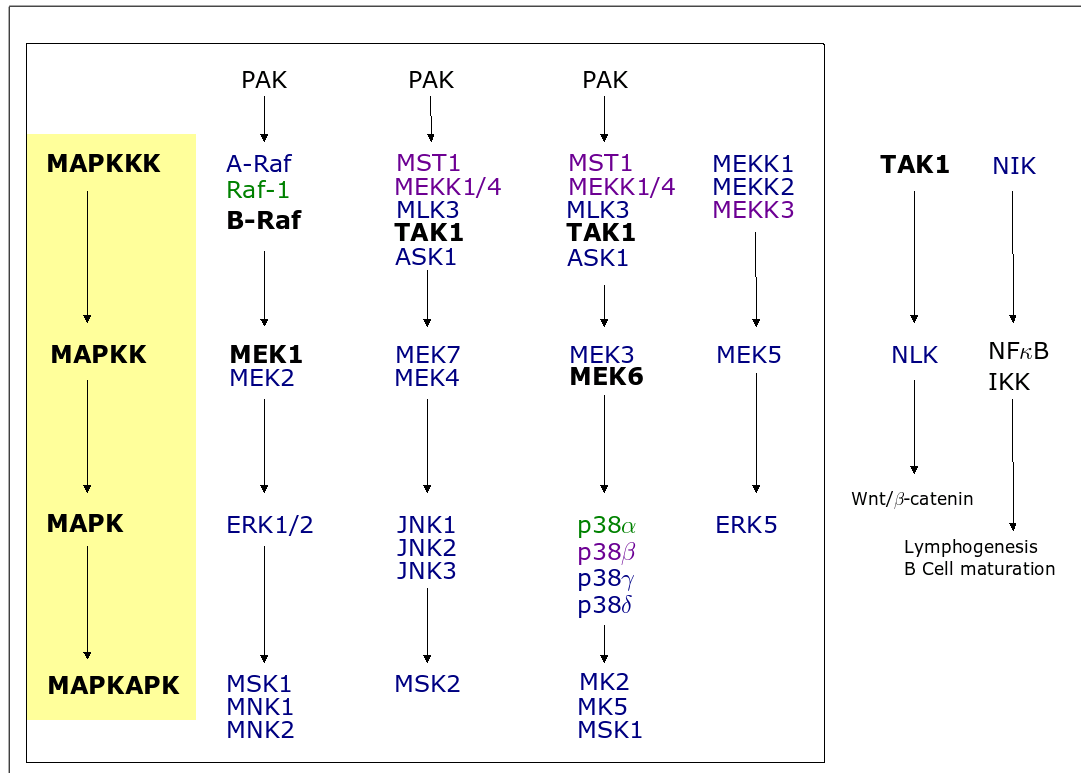 PAK PAK PAK
MAPKKK A-Raf MST1 MST1 MEKK1 TAK1 NIK
Raf-1 MEKK1/4 MEKK1/4 MEKK2
B-Raf MLK3 MLK3 MEKK3
TAK1 TAK1
ASK1 ASK1
MAPKK MEK1 MEK7 MEK3 MEK5 NLK NFκB
MEK2 MEK4 MEK6 IKK
Wnt/β-catenin
MAPK ERK1/2 JNK1 p38α ERK5
JNK2 p38β Lymphogenesis
JNK3 p38γ B Cell maturation
p38δ
MAPKAPK MSK1 MSK2 MK2
MNK1 MK5
MNK2 MSK1